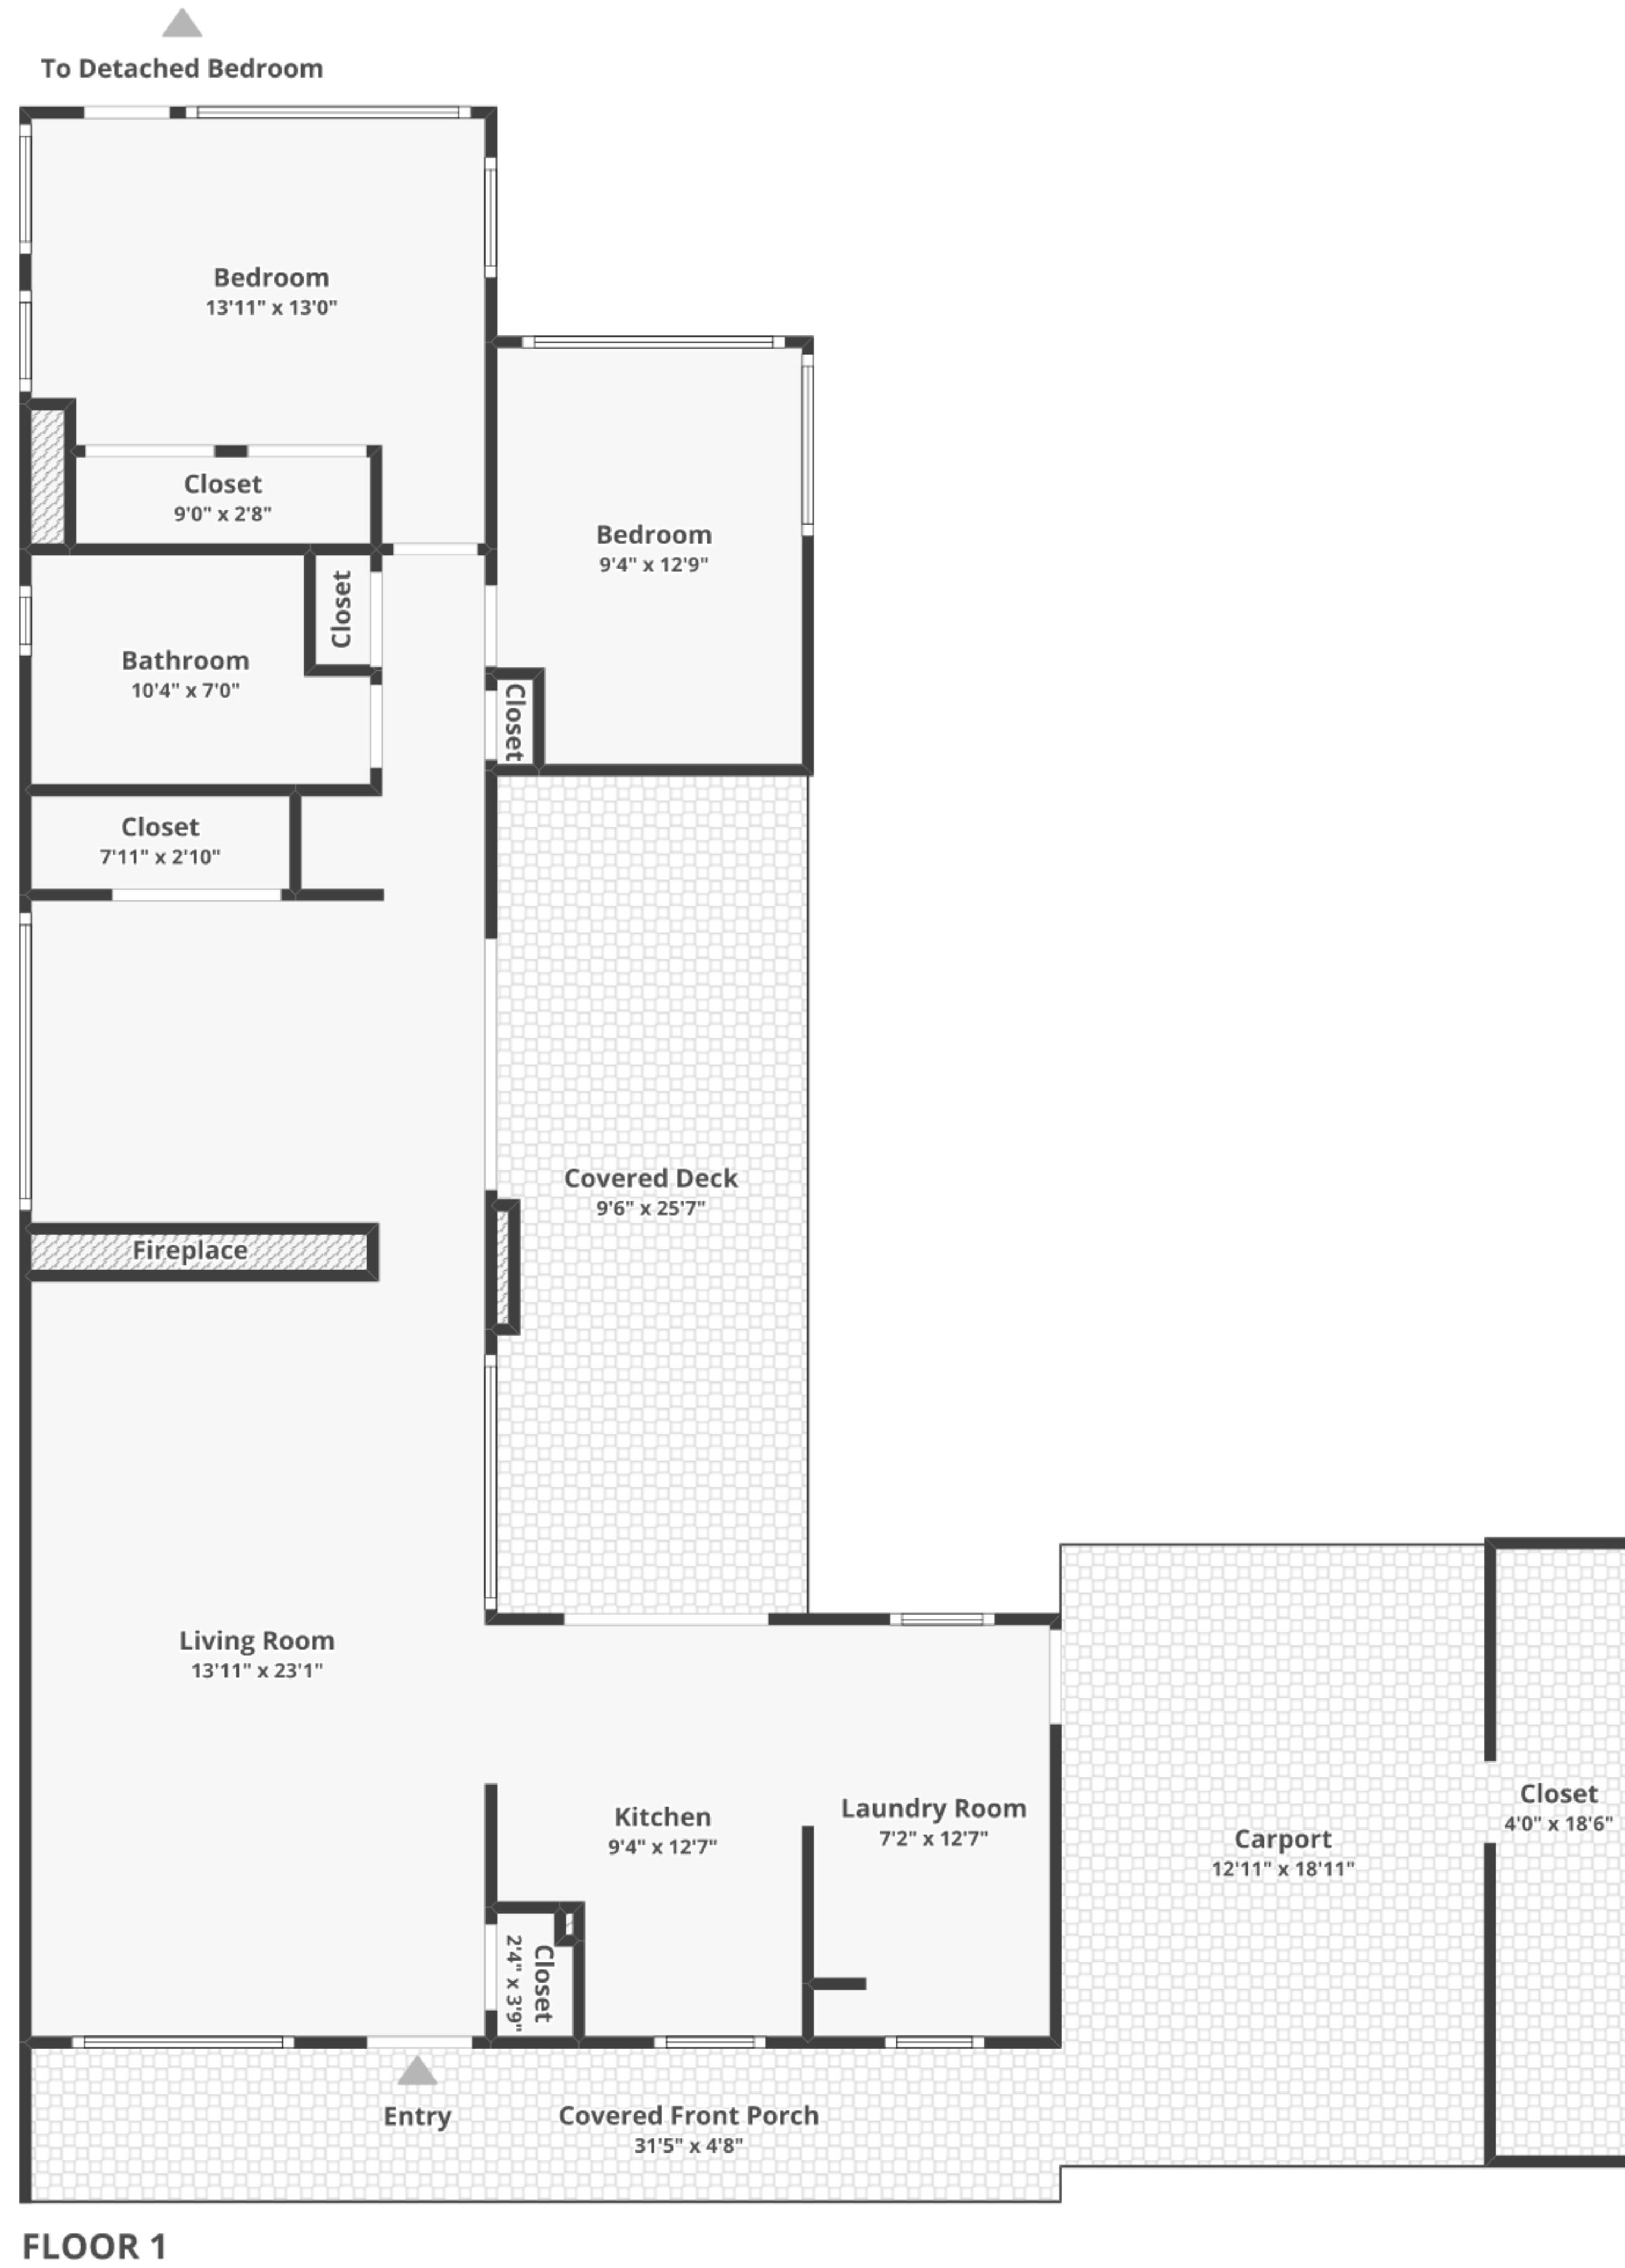 To Detached Bedroom
Bedroom
13'11" x 13'0"
Closet
9'0" x 2'8"
Bedroom
9'4" x 12'9"
Closet
Bathroom
10'4" x 7'0"
Closet
Closet
7'11" x 2'10"
Covered Deck
9'6" x 25'7"
Fireplace
Living Room
13'11" x 23'1"
Kitchen
9'4" x 12'7"
Laundry Room
7'2" x 12'7"
Carport
12'11" x 18'11"
Closet
4'0" x 18'6"
Closet
2'4" x 3'9"
Entry
Covered Front Porch
31'5" x 4'8"
FLOOR 1